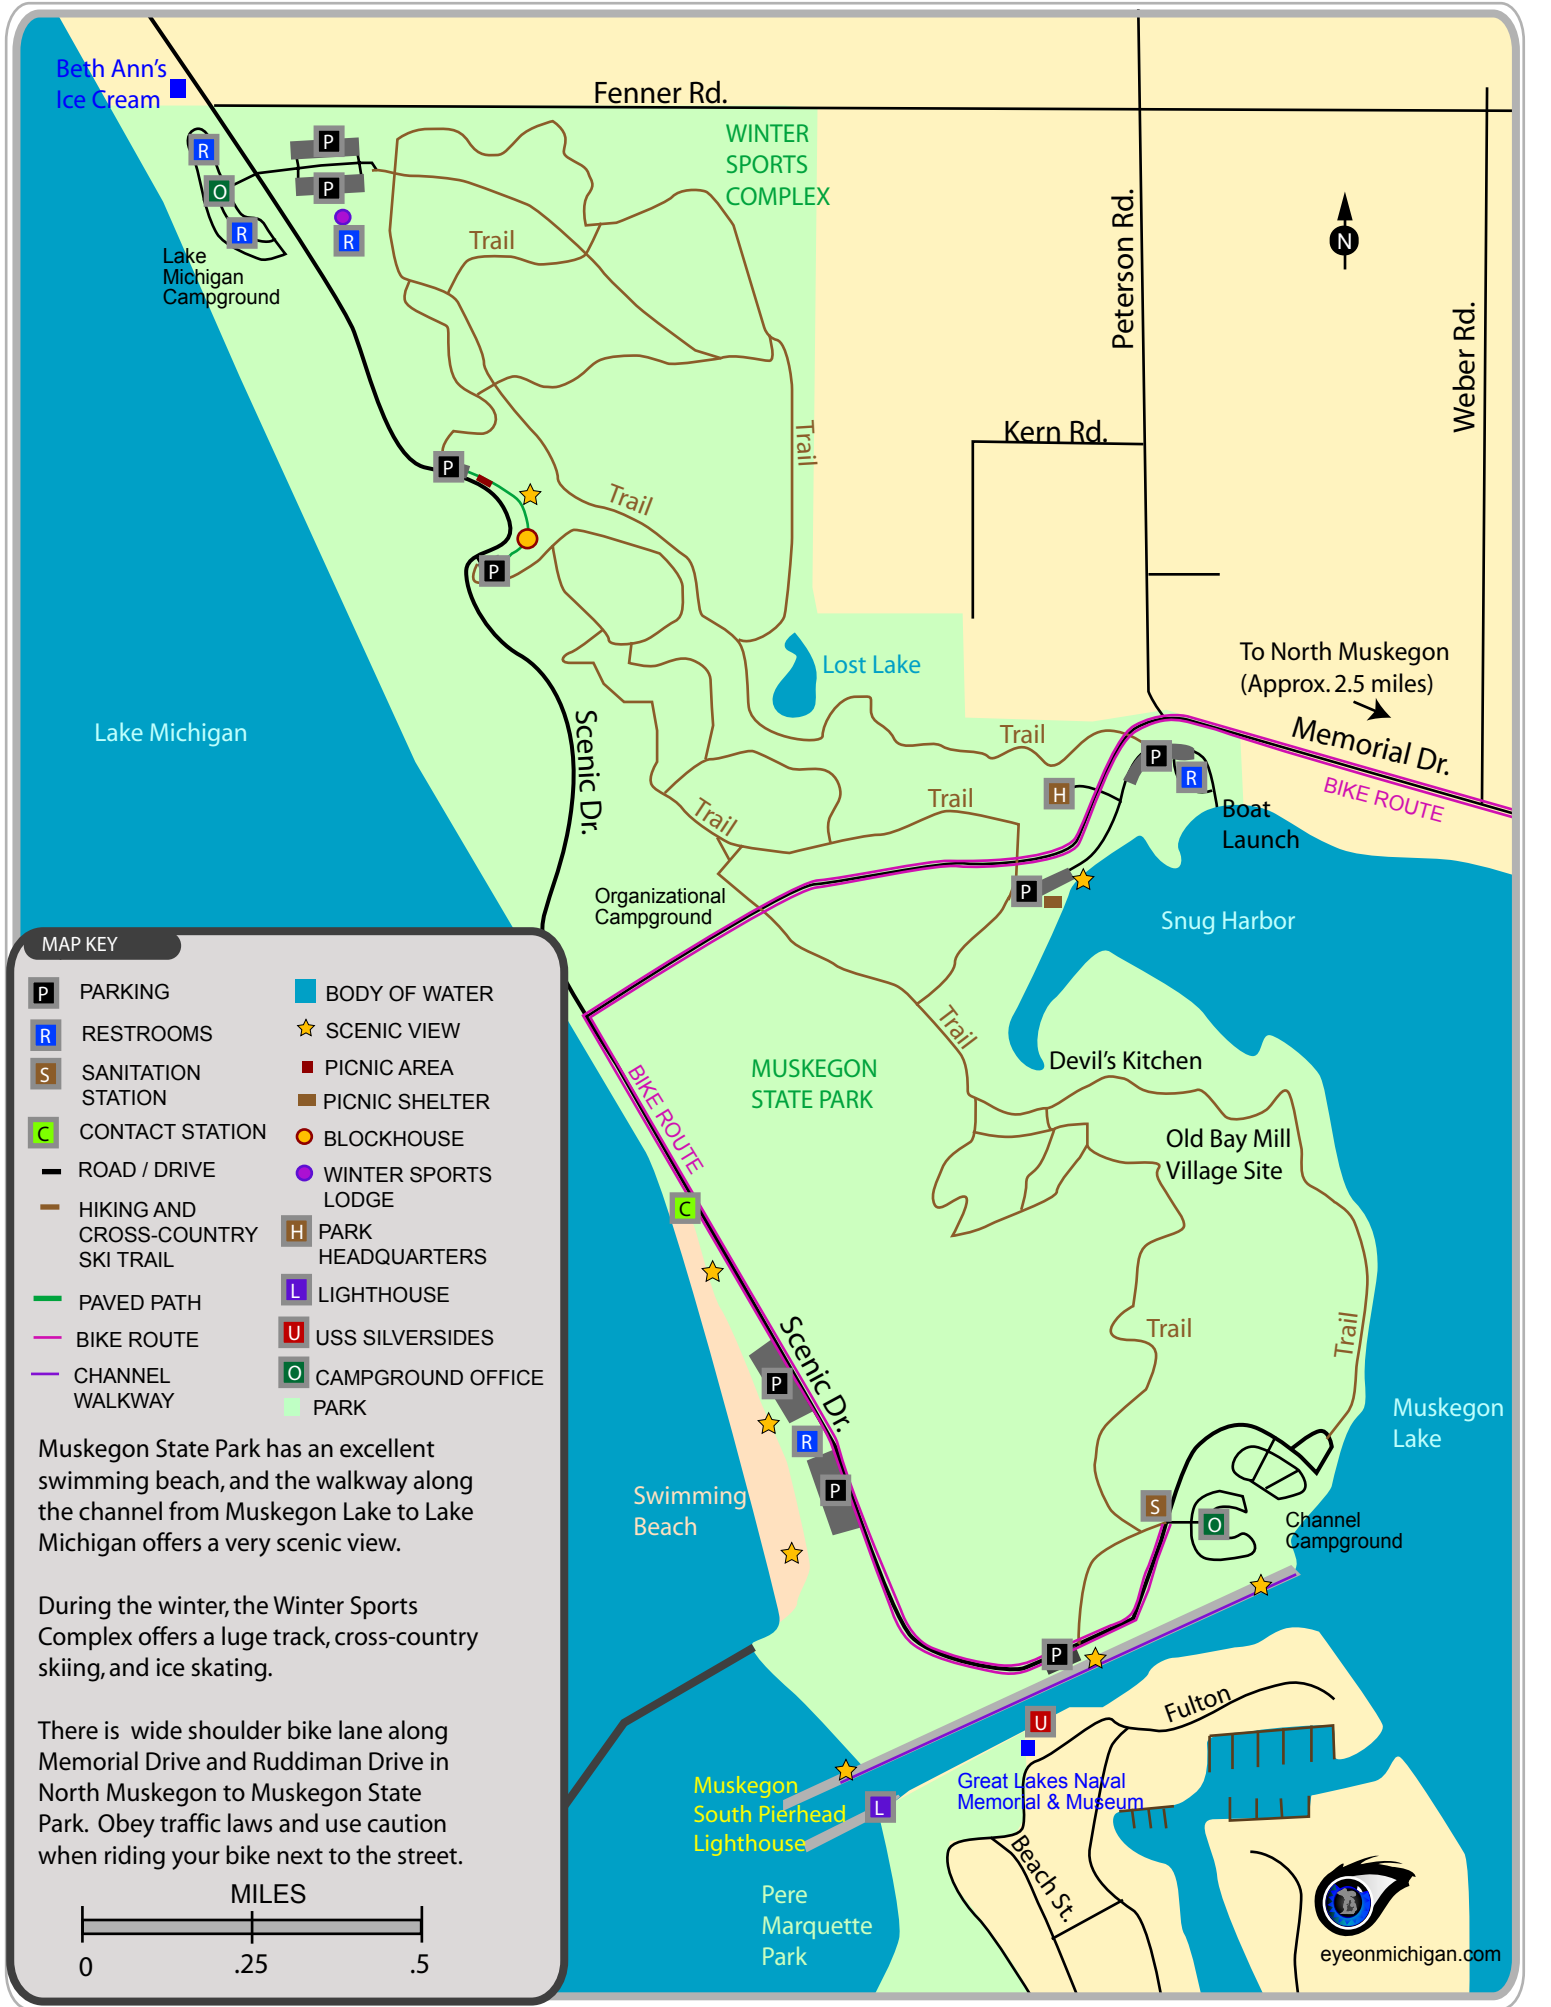 Beth Ann's
Ice Cream
Fenner Rd.
WINTER
SPORTS
COMPLEX
P
P
R
O
R
R
Lake
Michigan
Campground
Trail
Peterson Rd.
N
Weber Rd.
Kern Rd.
Trail
Trail
P
P
Lost Lake
To North Muskegon
(Approx. 2.5 miles)
Memorial Dr.
BIKE ROUTE
Lake Michigan
Scenic Dr.
Trail
Trail
Trail
H
P
R
Boat
Launch
P
Organizational
Campground
Snug Harbor
Trail
Devil's Kitchen
MUSKEGON
STATE PARK
BIKE ROUTE
Old Bay Mill
Village Site
C
Scenic Dr.
Trail
Trail
P
R
P
Swimming
Beach
Muskegon
Lake
S
O
Channel
Campground
P
U
Fulton
Great Lakes Naval
Memorial & Museum
Muskegon
South Pierhead
Lighthouse
L
Beach St.
Pere
Marquette
Park
eyeonmichigan.com
MAP KEY
P PARKING
R RESTROOMS
S SANITATION
STATION
C CONTACT STATION
ROAD / DRIVE
HIKING AND
CROSS-COUNTRY
SKI TRAIL
PAVED PATH
BIKE ROUTE
CHANNEL
WALKWAY
BODY OF WATER
SCENIC VIEW
PICNIC AREA
PICNIC SHELTER
BLOCKHOUSE
WINTER SPORTS
LODGE
H PARK
HEADQUARTERS
L LIGHTHOUSE
U USS SILVERSIDES
O CAMPGROUND OFFICE
PARK
Muskegon State Park has an excellent
swimming beach, and the walkway along
the channel from Muskegon Lake to Lake
Michigan offers a very scenic view.
During the winter, the Winter Sports
Complex offers a luge track, cross-country
skiing, and ice skating.
There is wide shoulder bike lane along
Memorial Drive and Ruddiman Drive in
North Muskegon to Muskegon State
Park. Obey traffic laws and use caution
when riding your bike next to the street.
MILES
0 .25 .5